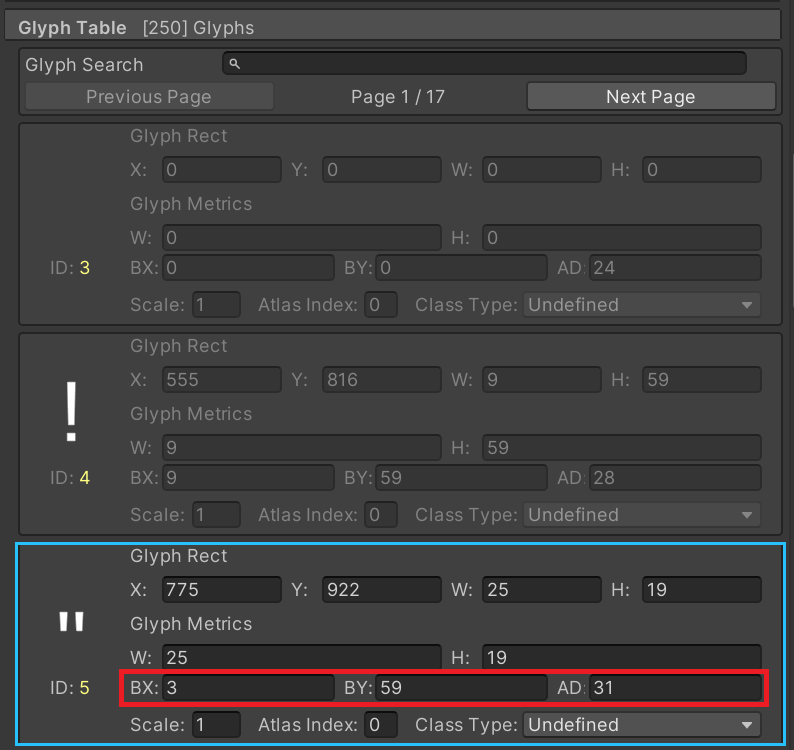 Glyph Table [250] Glyphs
Glyph Search
Previous Page Page 1 / 17 Next Page
Glyph Rect
X: 0 Y: 0 W: 0 H: 0
Glyph Metrics
W: 0 H: 0
ID: 3 BX: 0 BY: 0 AD: 24
Scale: 1 Atlas Index: 0 Class Type: Undefined
Glyph Rect
X: 555 Y: 816 W: 9 H: 59
!
Glyph Metrics
W: 9 H: 59
ID: 4 BX: 9 BY: 59 AD: 28
Scale: 1 Atlas Index: 0 Class Type: Undefined
Glyph Rect
X: 775 Y: 922 W: 25 H: 19
" Glyph Metrics
W: 25 H: 19
ID: 5 BX: 3 BY: 59 AD: 31
Scale: 1 Atlas Index: 0 Class Type: Undefined